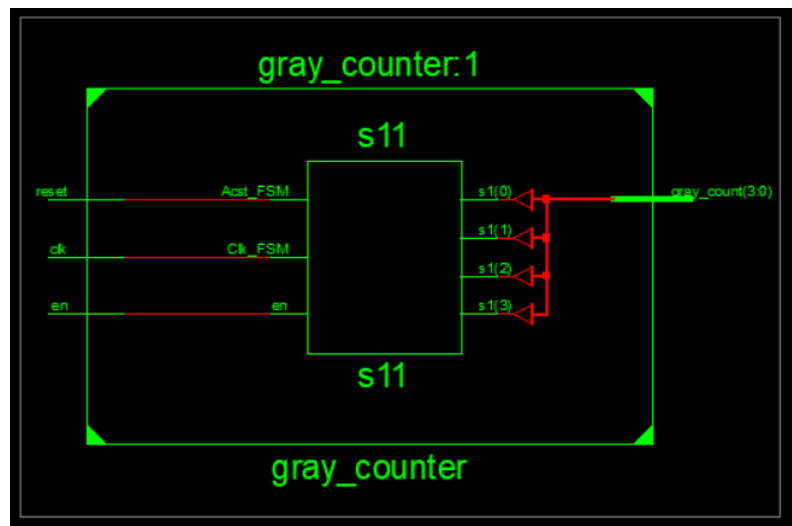 gray_counter:1
s11
reset Acst_FSM s1(0) gray_count(3:0)
s1(1)
clk Clk_FSM
s1(2)
en en s1(3)
s11
gray_counter